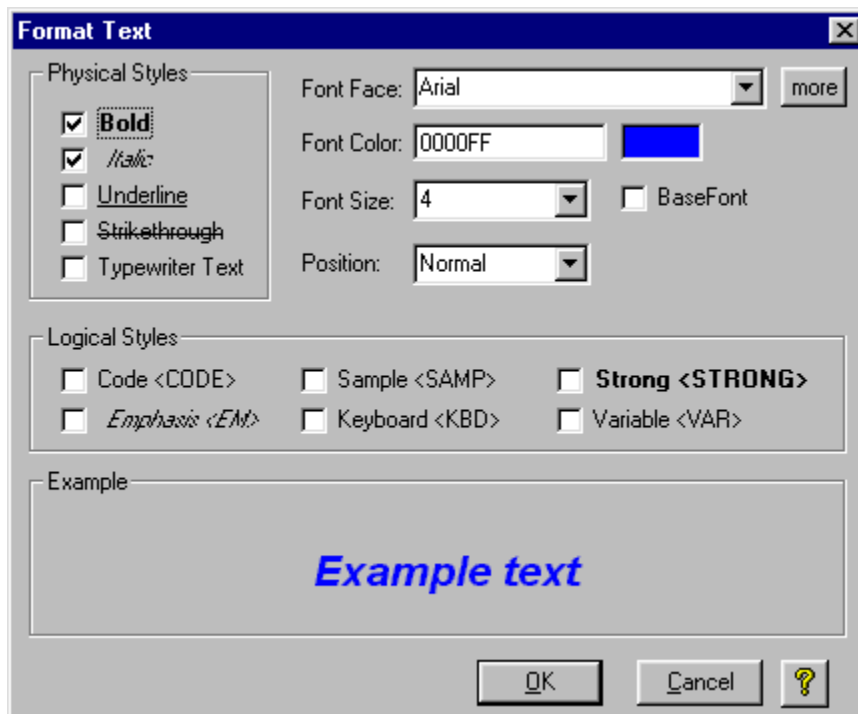 Format Text
Physical Styles
Bold
Italic
Underline
Strikethrough
Typewriter Text
Font Face: Arial more
Font Color: 0000FF
Font Size: 4 BaseFont
Position: Normal
Logical Styles
Code <CODE> Sample <SAMP> Strong <STRONG>
Emphasis <EM> Keyboard <KBD> Variable <VAR>
Example
Example text
OK Cancel ?